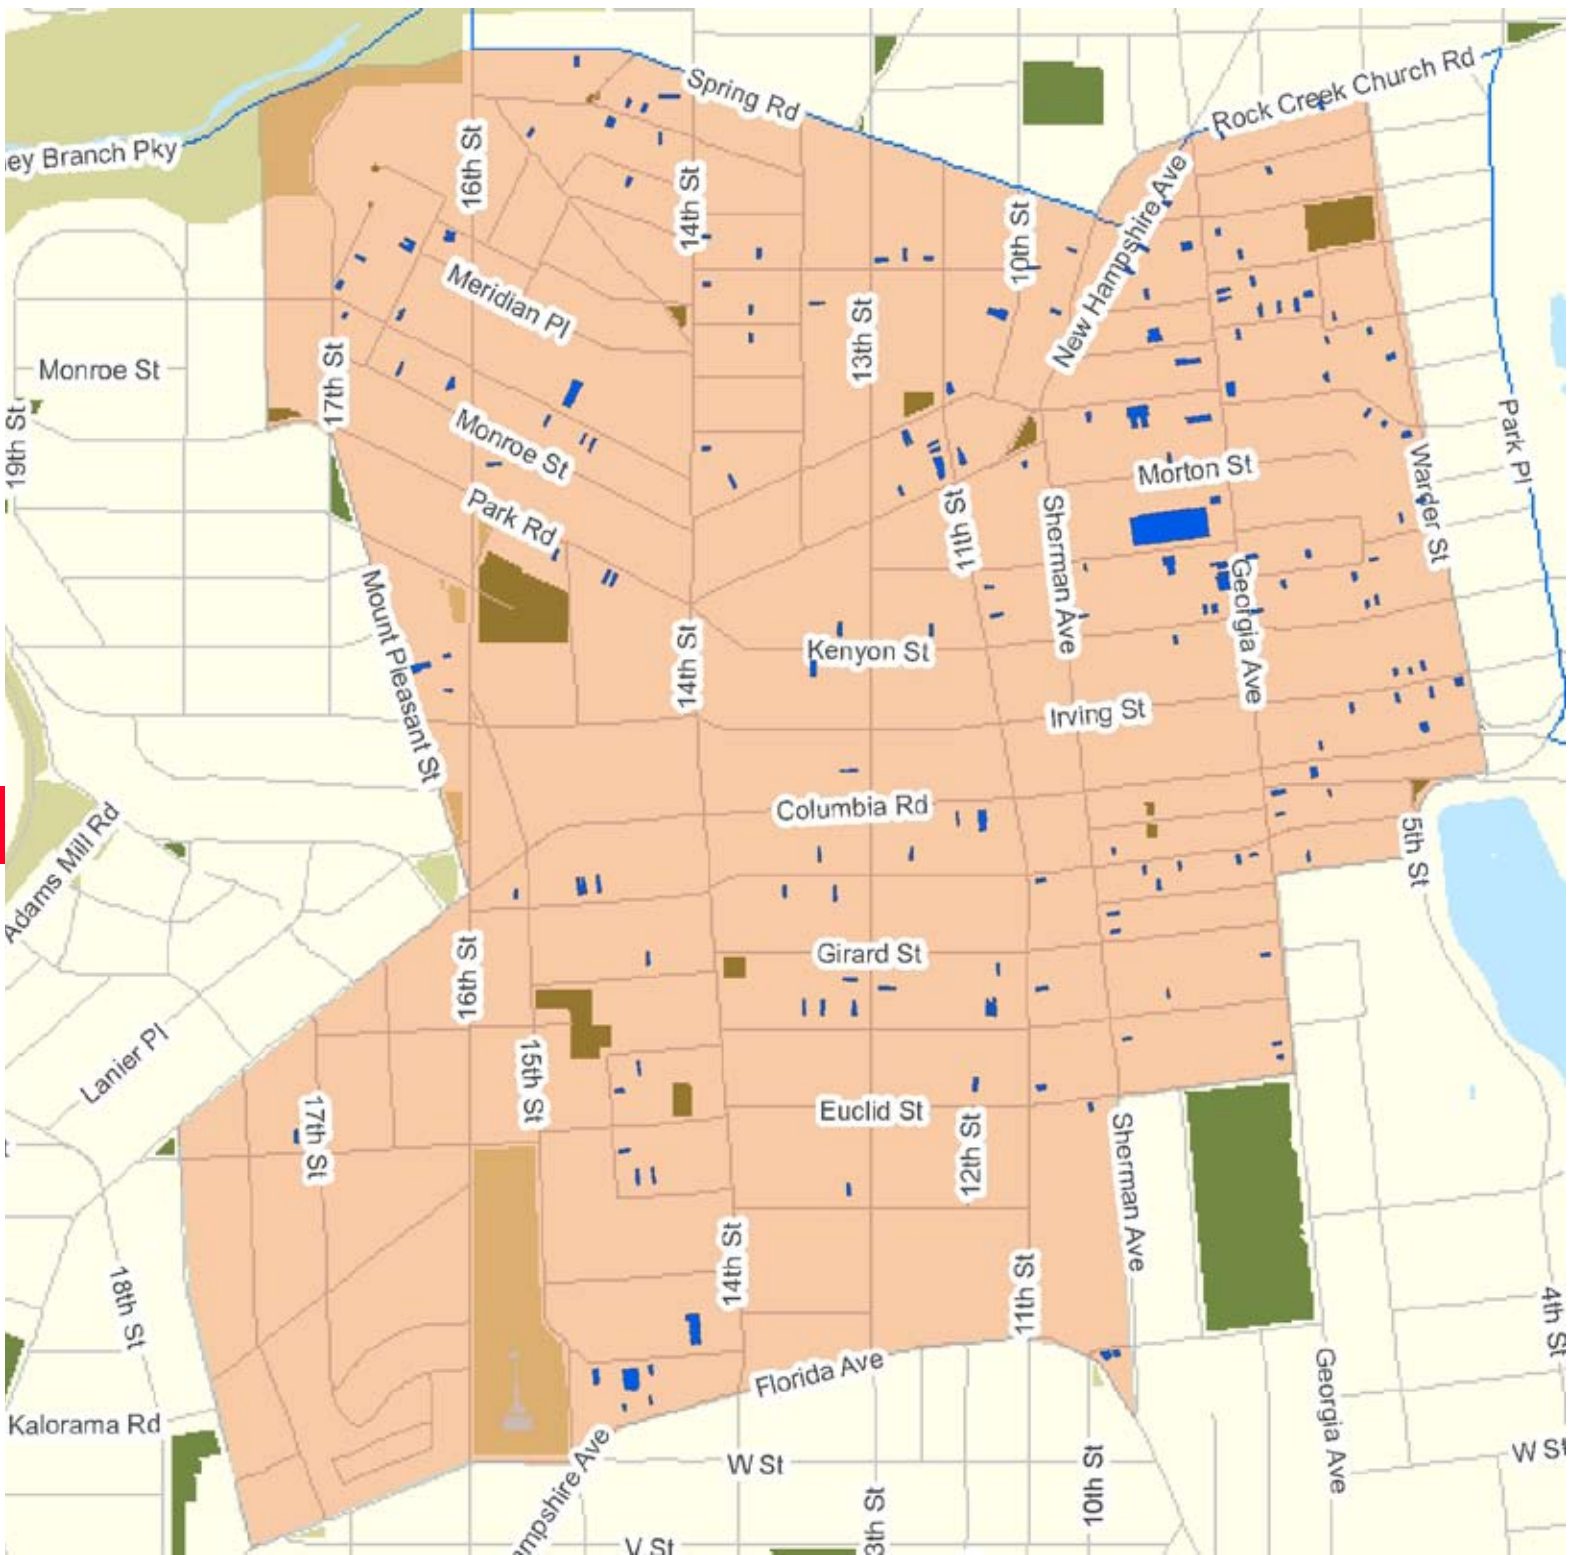 Spring Rd
Rock Creek Church Rd
ey Branch Pky
16th St
14th St
10th St
New Hampshire Ave
Meridian Pl
13th St
Monroe St
17th St
19th St
Park Pl
Monroe St
Morton St
Warder St
Park Rd
11th St
Sherman Ave
Georgia Ave
Mount Pleasant St
14th St
Kenyon St
Irving St
Columbia Rd
Adams Mill Rd
5th St
Girard St
16th St
Lanier Pl
15th St
17th St
Euclid St
12th St
Sherman Ave
14th St
11th St
18th St
4th St
Florida Ave
Georgia Ave
Kalorama Rd
ampshire Ave
W St
10th St
W St
3th St
V St